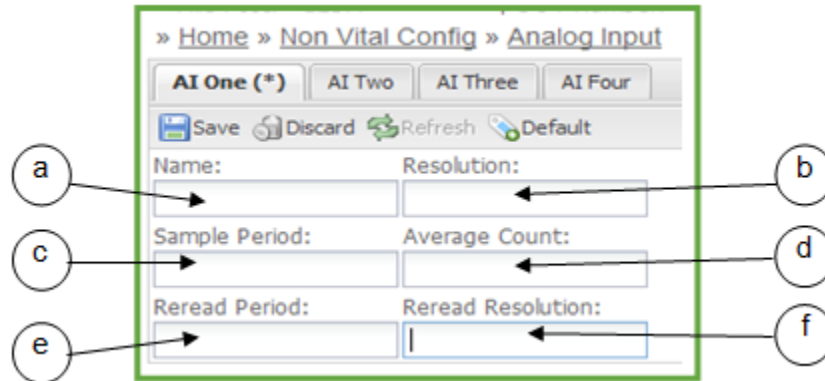 » Home » Non Vital Config » Analog Input
AI One (*) AI Two AI Three AI Four
Save Discard Refresh Default
a Name: Resolution: b
c Sample Period: Average Count: d
e Reread Period: Reread Resolution: f